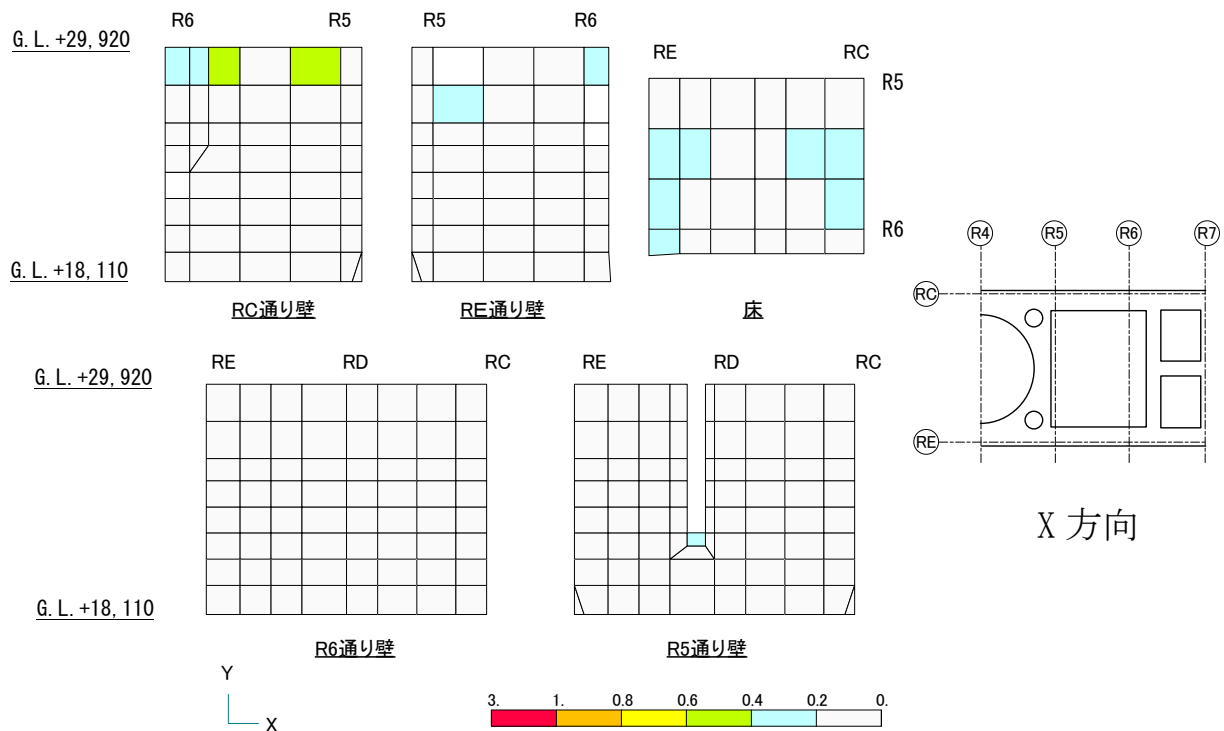 R6 R5 R5 R6
G.L.+29,920
RE RC
R5
R6
G.L.+18,110
RC通り壁 RE通り壁 床
R4 R5 R6 R7
RC
RE
RE RD RC RE RD RC
G.L.+29,920
X 方向
G.L.+18,110
R6通り壁 R5通り壁
Y
X
3. 1. 0.8 0.6 0.4 0.2 0.